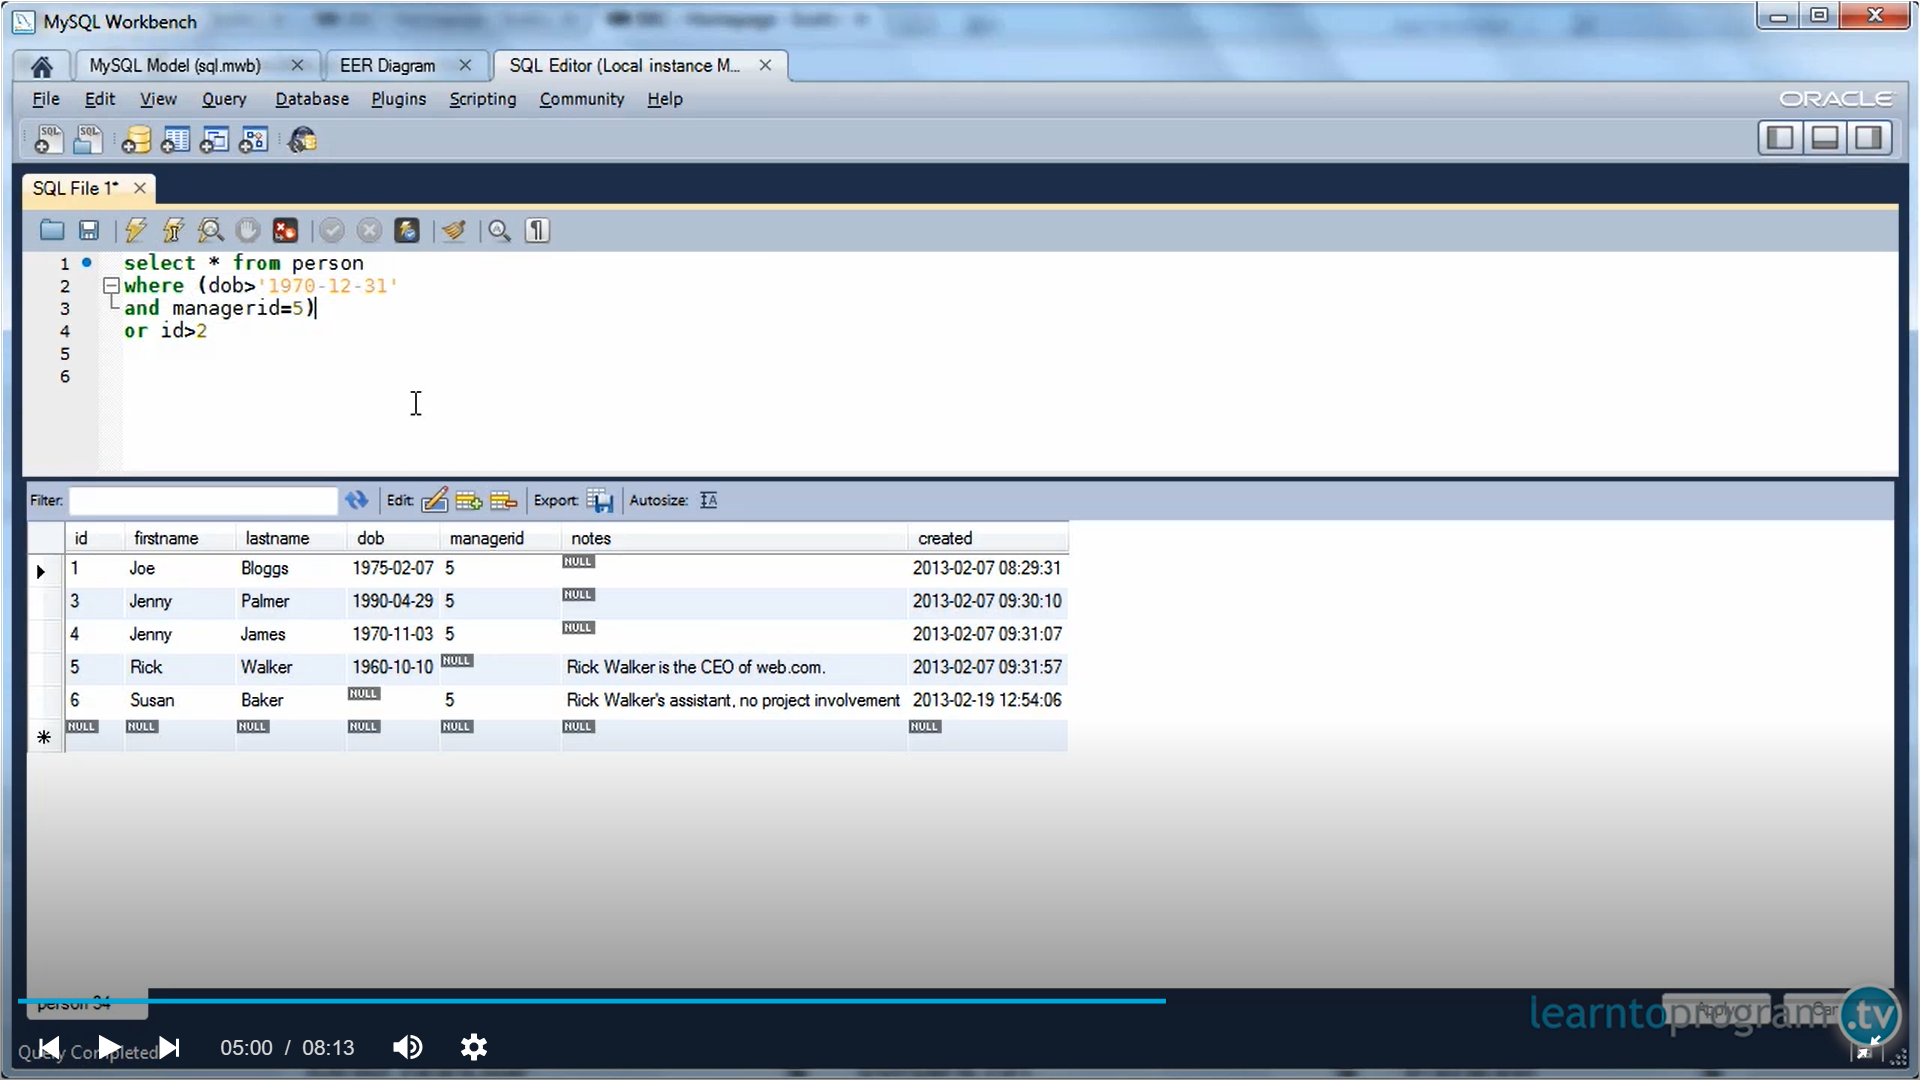 MySQL Workbench
MySQL Model (sql.mwb)
EER Diagram
SQL Editor (Local instance M...
File Edit View Query Database Plugins Scripting Community Help
ORACLE
SQL File 1*
1 select * from person
2 where (dob>'1970-12-31'
3 and managerid=5)
4 or id>2
5
6
Filter: Edit: Export: Autosize:
id firstname lastname dob managerid notes created
1 Joe Bloggs 1975-02-07 5 NULL 2013-02-07 08:29:31
3 Jenny Palmer 1990-04-29 5 NULL 2013-02-07 09:30:10
4 Jenny James 1970-11-03 5 NULL 2013-02-07 09:31:07
5 Rick Walker 1960-10-10 NULL Rick Walker is the CEO of web.com. 2013-02-07 09:31:57
6 Susan Baker NULL 5 Rick Walker's assistant, no project involvement 2013-02-19 12:54:06
NULL NULL NULL NULL NULL NULL NULL
person 34
learntoprogram.tv
Apply
Query Completed
05:00 / 08:13